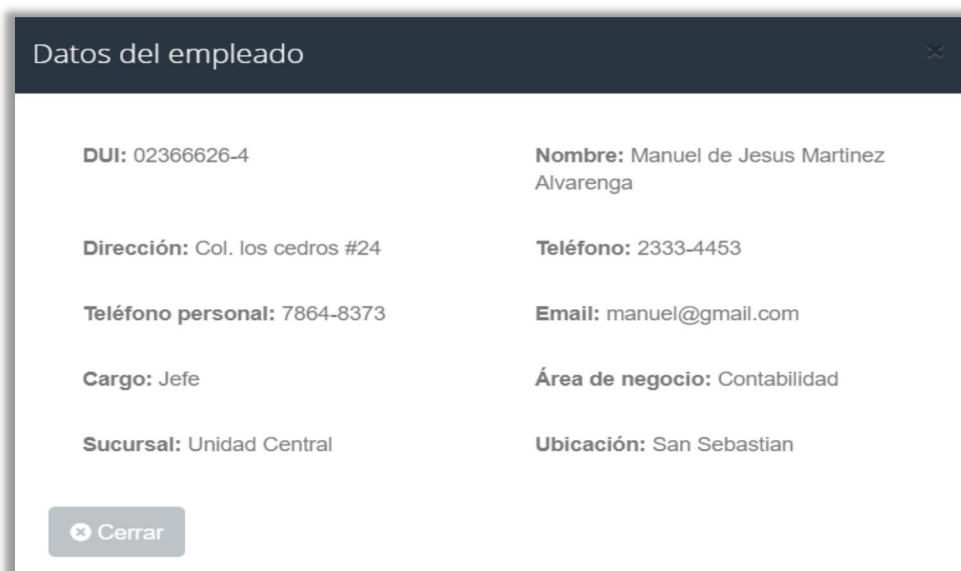 Datos del empleado
DUI: 02366626-4
Nombre: Manuel de Jesus Martinez
Alvarenga
Dirección: Col. los cedros #24
Teléfono: 2333-4453
Teléfono personal: 7864-8373
Email: manuel@gmail.com
Cargo: Jefe
Área de negocio: Contabilidad
Sucursal: Unidad Central
Ubicación: San Sebastian
Cerrar